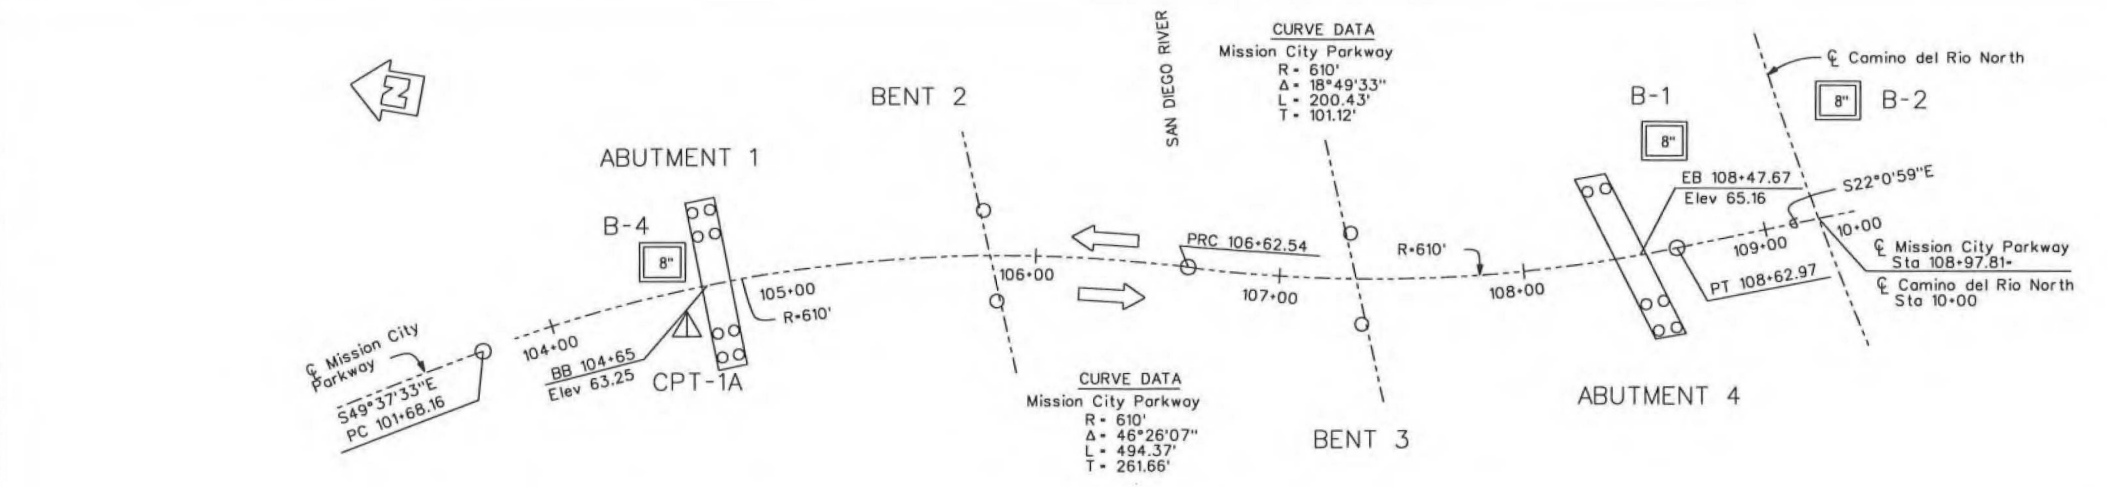 N
ABUTMENT 1
BENT 2
SAN DIEGO RIVER
CURVE DATA
Mission City Parkway
R = 610'
Δ = 18°49'33"
L = 200.43'
T = 101.12'
B-1
8"
℄ Camino del Rio North
8"
B-2
B-4
8"
EB 108+47.67
Elev 65.16
S22°0'59"E
PRC 106+62.54
R=610'
109+00
10+00
℄ Mission City Parkway
Sta 108+97.81=
℄ Camino del Rio North
Sta 10+00
PT 108+62.97
104+00
105+00
R=610'
106+00
107+00
108+00
℄ Mission City
Parkway
S49°37'33"E
PC 101+68.16
BB 104+65
Elev 63.25
CPT-1A
CURVE DATA
Mission City Parkway
R = 610'
Δ = 46°26'07"
L = 494.37'
T = 261.66'
BENT 3
ABUTMENT 4